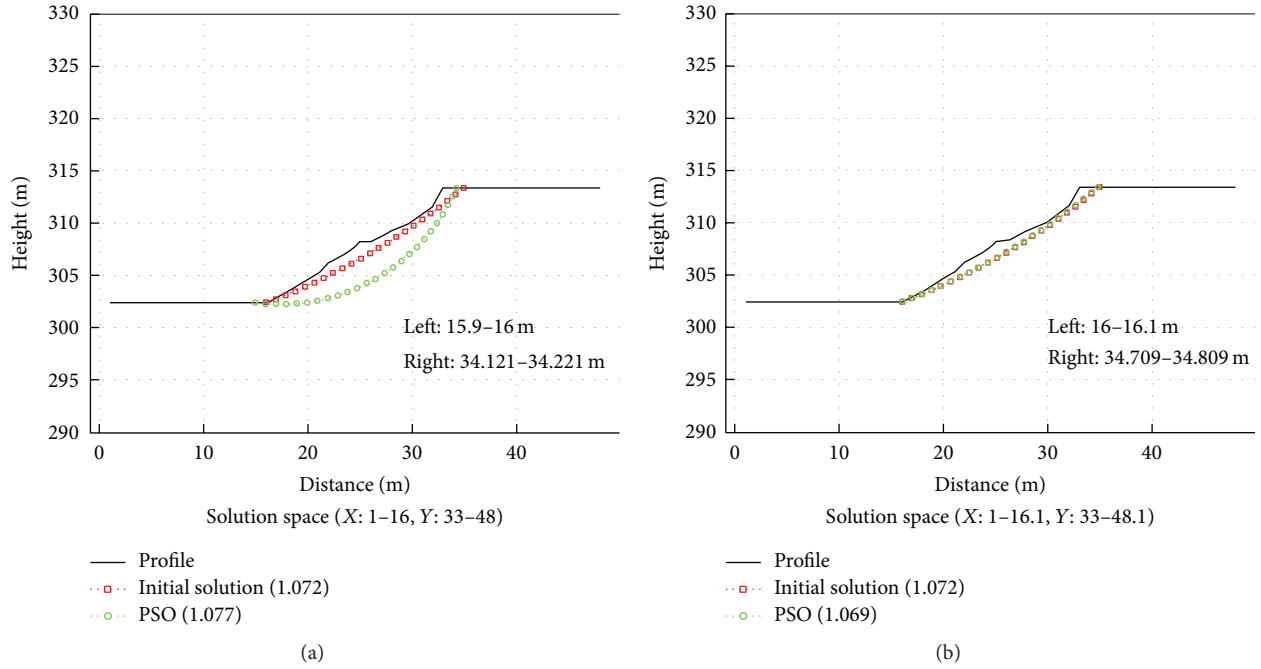 330
325
320
315
310
305
300
295
290
Height (m)
0
10
20
30
40
Distance (m)
Left: 15.9–16 m
Right: 34.121–34.221 m
Solution space (X: 1–16, Y: 33–48)
Profile
Initial solution (1.072)
PSO (1.077)
(a)
330
325
320
315
310
305
300
295
290
Height (m)
0
10
20
30
40
Distance (m)
Left: 16–16.1 m
Right: 34.709–34.809 m
Solution space (X: 1–16.1, Y: 33–48.1)
Profile
Initial solution (1.072)
PSO (1.069)
(b)